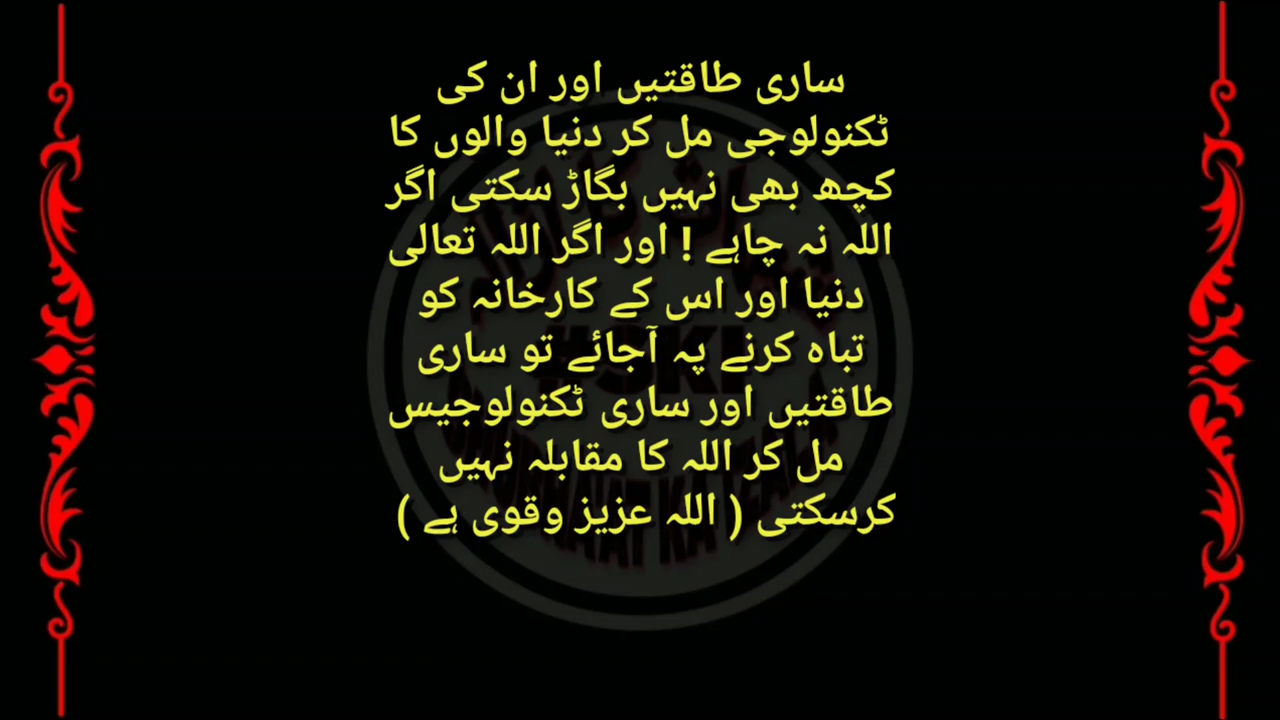 ساری طاقتیں اور ان کی
ٹکنولوجی مل کر دنیا والوں کا
کچھ بھی نہیں بگاڑ سکتی اگر
اللہ نہ چاہے ! اور اگر اللہ تعالی
دنیا اور اس کے کارخانہ کو
تباہ کرنے پہ آجائے تو ساری
طاقتیں اور ساری ٹکنولوجیس
مل کر اللہ کا مقابلہ نہیں
کرسکتی ( اللہ عزیز وقوی ہے )
#SKI